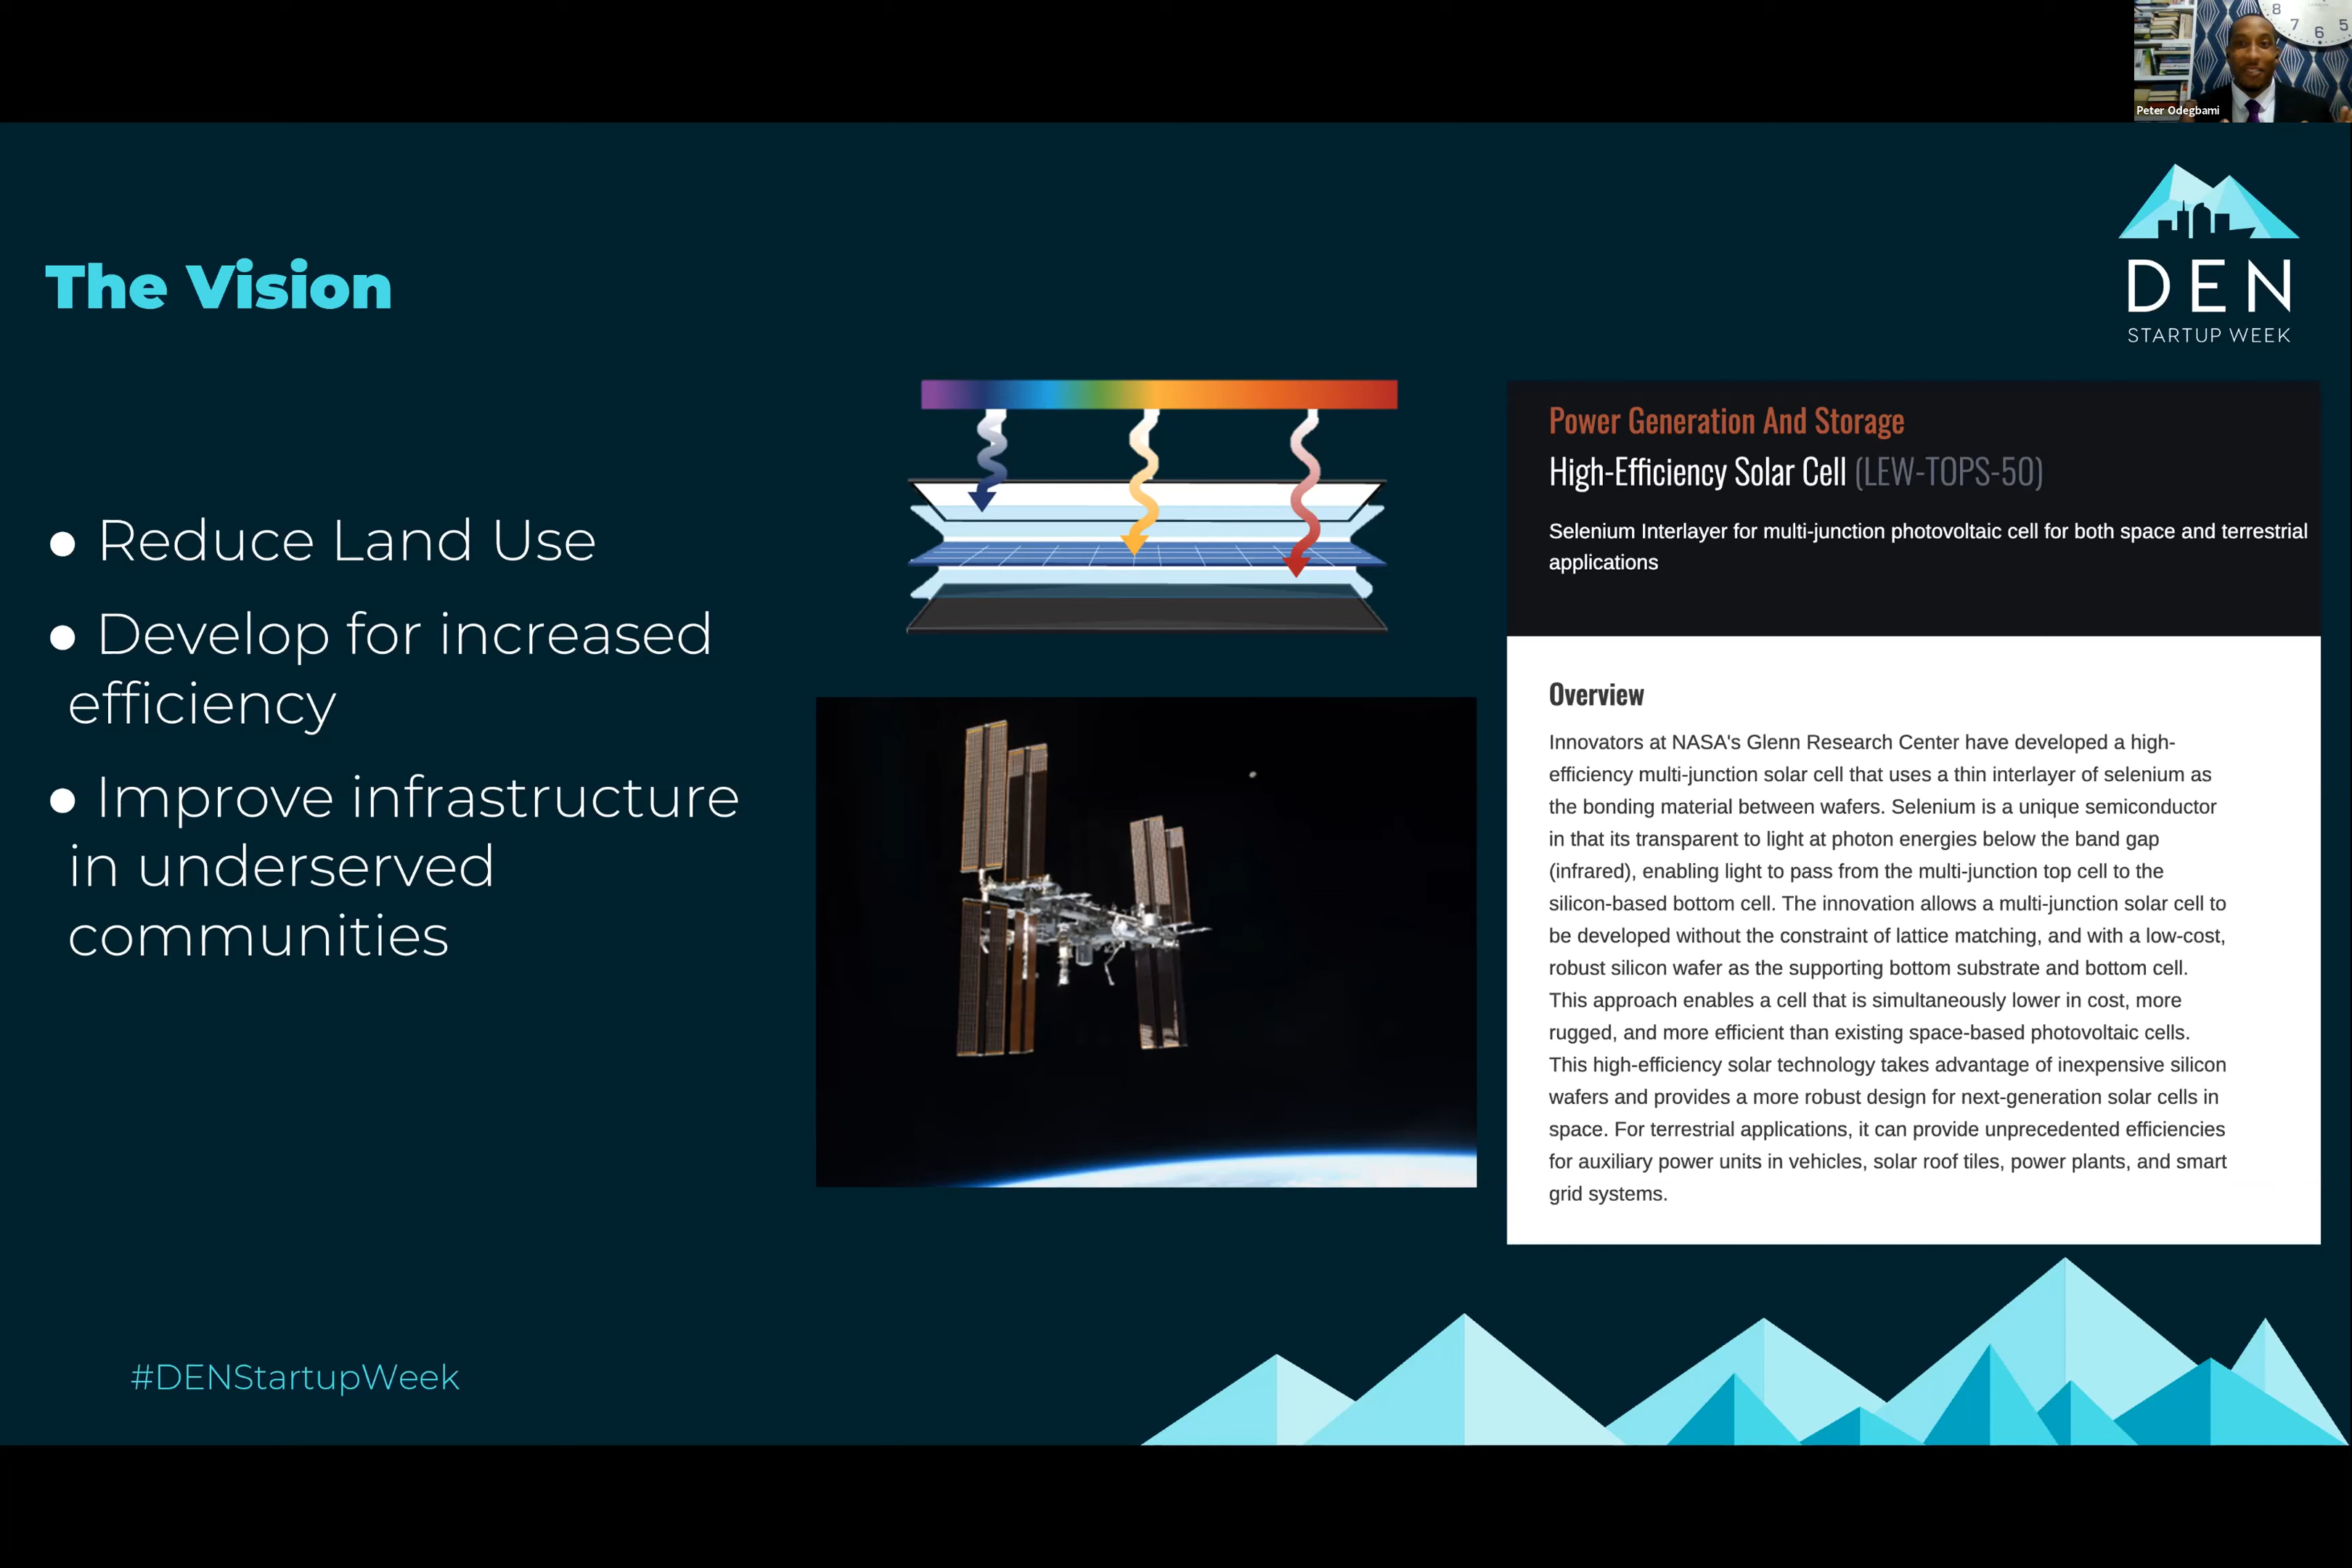 8
7
6
5
Peter Odegbami
DEN
STARTUP WEEK
The Vision
● Reduce Land Use
● Develop for increased
efficiency
● Improve infrastructure
in underserved
communities
Power Generation And Storage
High-Efficiency Solar Cell (LEW-TOPS-50)
Selenium Interlayer for multi-junction photovoltaic cell for both space and terrestrial
applications
Overview
Innovators at NASA's Glenn Research Center have developed a high-
efficiency multi-junction solar cell that uses a thin interlayer of selenium as
the bonding material between wafers. Selenium is a unique semiconductor
in that its transparent to light at photon energies below the band gap
(infrared), enabling light to pass from the multi-junction top cell to the
silicon-based bottom cell. The innovation allows a multi-junction solar cell to
be developed without the constraint of lattice matching, and with a low-cost,
robust silicon wafer as the supporting bottom substrate and bottom cell.
This approach enables a cell that is simultaneously lower in cost, more
rugged, and more efficient than existing space-based photovoltaic cells.
This high-efficiency solar technology takes advantage of inexpensive silicon
wafers and provides a more robust design for next-generation solar cells in
space. For terrestrial applications, it can provide unprecedented efficiencies
for auxiliary power units in vehicles, solar roof tiles, power plants, and smart
grid systems.
#DENStartupWeek